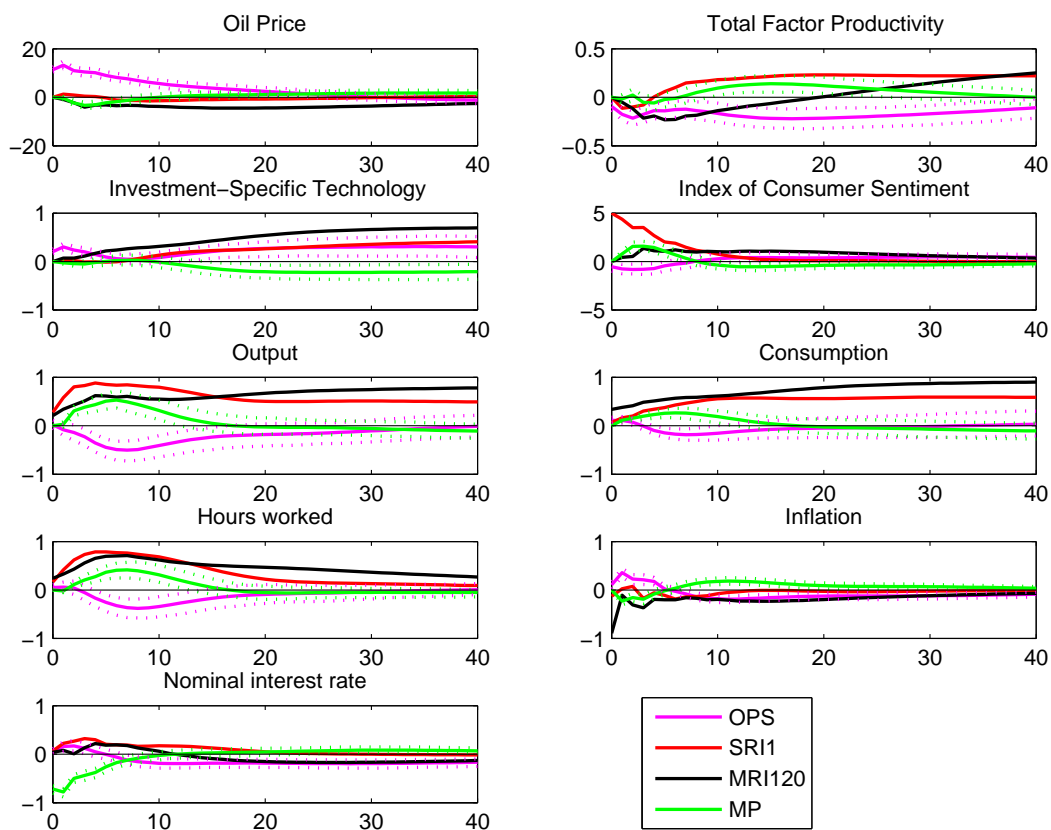 Oil Price
20
0
−20
0 10 20 30 40
Total Factor Productivity
0.5
0
−0.5
0 10 20 30 40
Investment−Specific Technology
1
0
−1
0 10 20 30 40
Index of Consumer Sentiment
5
0
−5
0 10 20 30 40
Output
1
0
−1
0 10 20 30 40
Consumption
1
0
−1
0 10 20 30 40
Hours worked
1
0
−1
0 10 20 30 40
Inflation
1
0
−1
0 10 20 30 40
Nominal interest rate
1
0
−1
0 10 20 30 40
OPS
SRI1
MRI120
MP